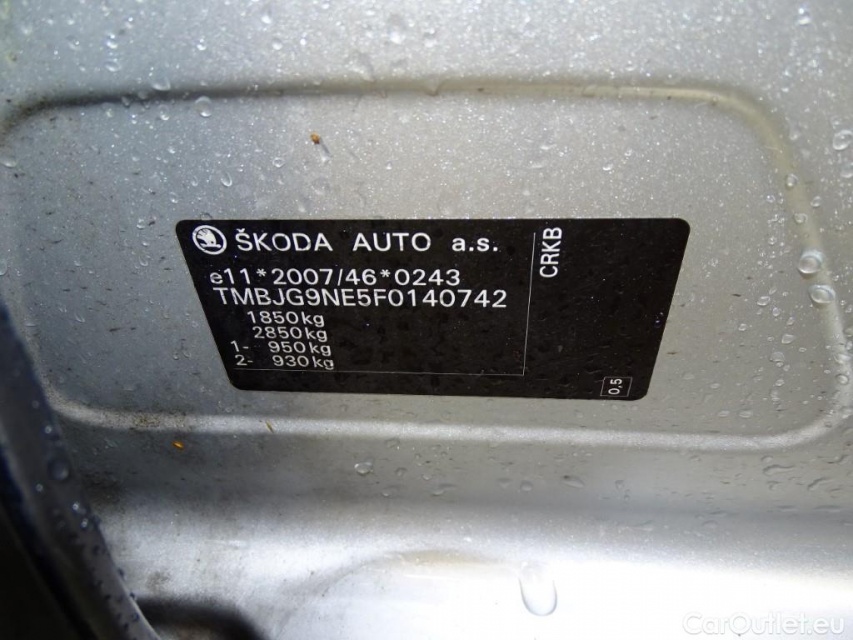 ŠKODA AUTO a.s.
e11*2007/46*0243
TMBJG9NE5F0140742
1850kg
2850kg
1- 950kg
2- 930kg
CRKB
0,5
CarOutlet.eu